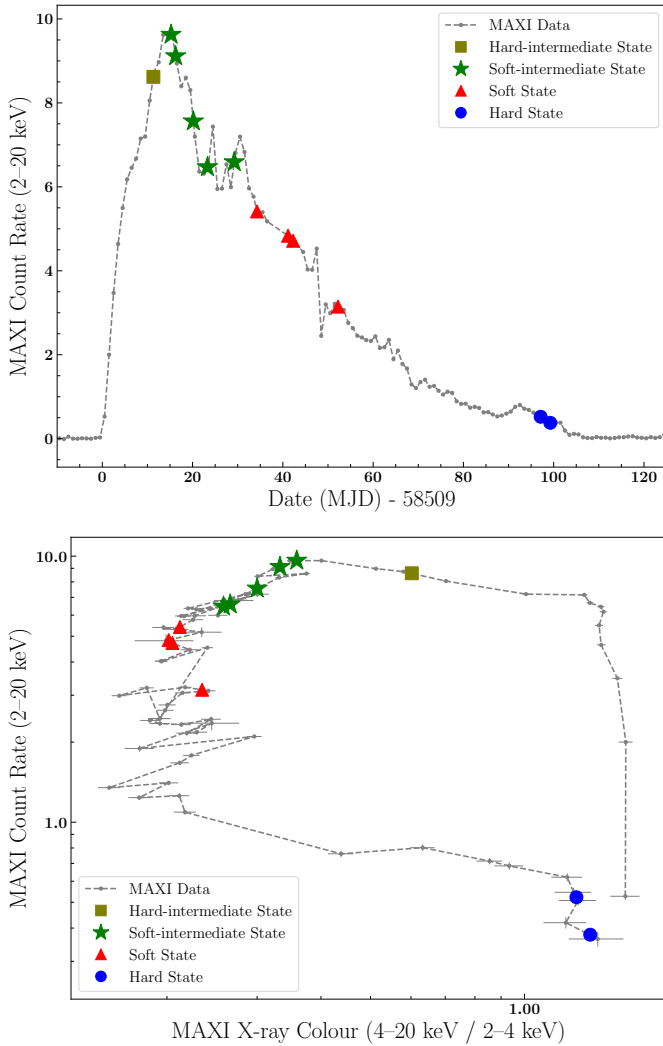 MAXI Data
Hard-intermediate State
Soft-intermediate State
Soft State
Hard State
10
8
6
4
2
0
MAXI Count Rate (2–20 keV)
0 20 40 60 80 100 120
Date (MJD) - 58509
10.0
1.0
MAXI Count Rate (2–20 keV)
MAXI Data
Hard-intermediate State
Soft-intermediate State
Soft State
Hard State
1.00
MAXI X-ray Colour (4–20 keV / 2–4 keV)